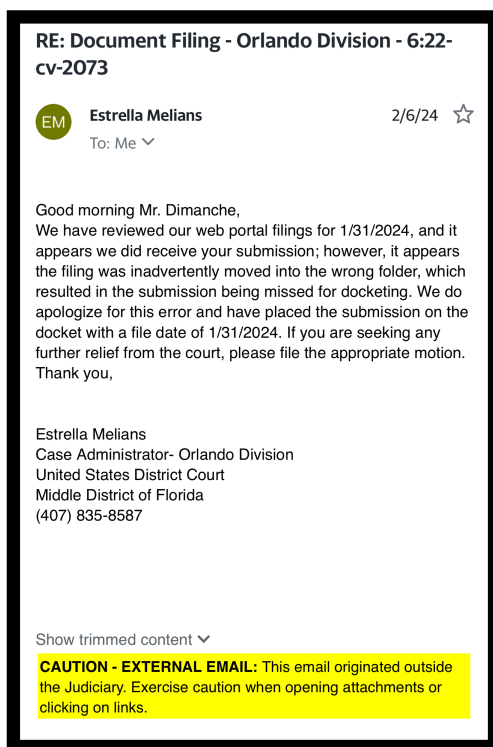 RE: Document Filing - Orlando Division - 6:22-
cv-2073
EM
Estrella Melians
2/6/24
To: Me
Good morning Mr. Dimanche,
We have reviewed our web portal filings for 1/31/2024, and it
appears we did receive your submission; however, it appears
the filing was inadvertently moved into the wrong folder, which
resulted in the submission being missed for docketing. We do
apologize for this error and have placed the submission on the
docket with a file date of 1/31/2024. If you are seeking any
further relief from the court, please file the appropriate motion.
Thank you,
Estrella Melians
Case Administrator- Orlando Division
United States District Court
Middle District of Florida
(407) 835-8587
Show trimmed content
CAUTION - EXTERNAL EMAIL: This email originated outside
the Judiciary. Exercise caution when opening attachments or
clicking on links.